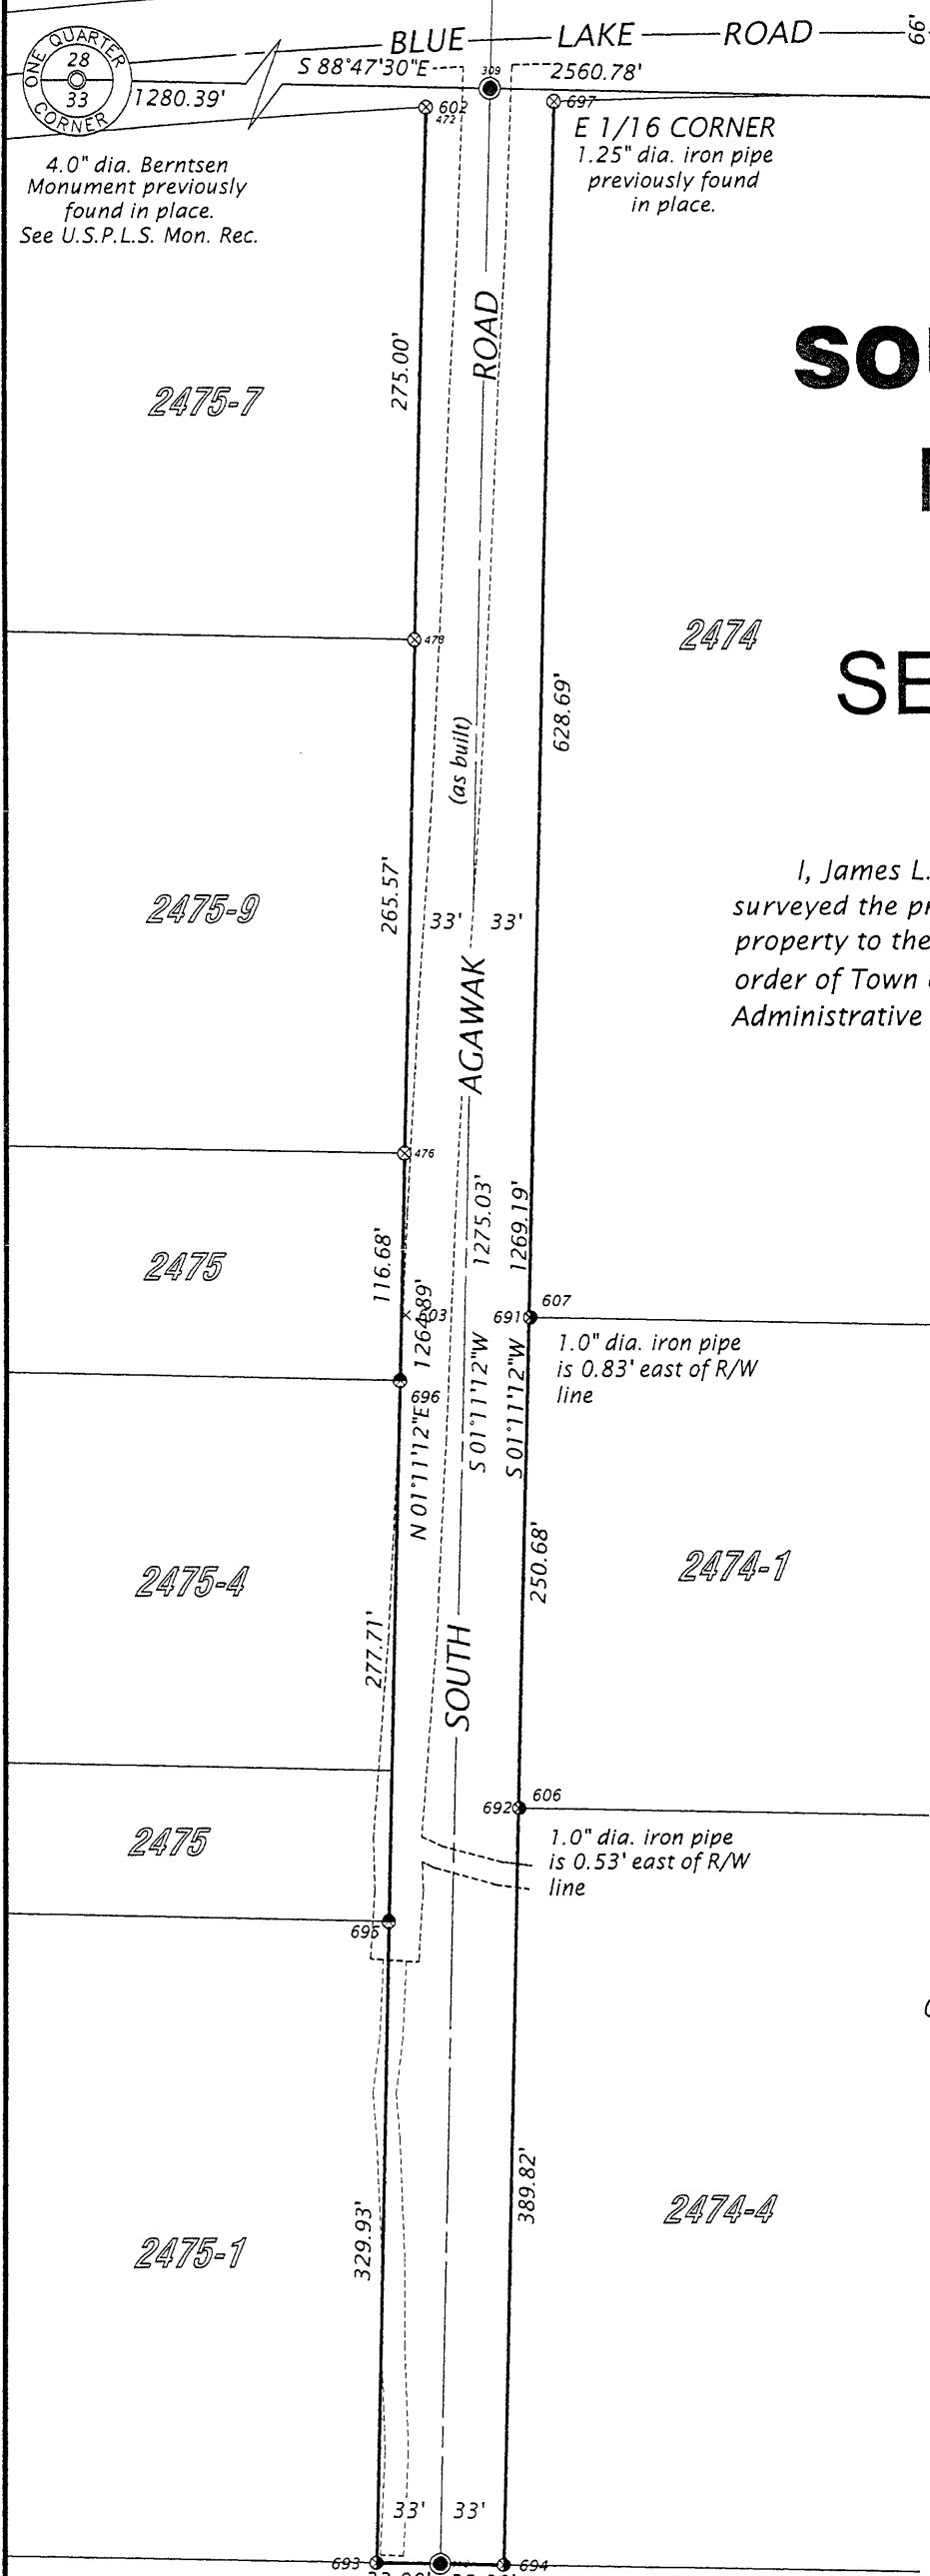 BLUE LAKE ROAD 66'
ONE QUARTER CORNER
28
33
S 88°47'30"E
309
2560.78'
1280.39'
602
472
697
E 1/16 CORNER
1.25" dia. iron pipe
previously found
in place.
4.0" dia. Berntsen
Monument previously
found in place.
See U.S.P.L.S. Mon. Rec.
SOUTH AGAWAK ROAD
275.00'
2475-7
478
2474
628.69'
(as built)
265.57'
2475-9
33' 33'
I, James L.
surveyed the pr
property to the
order of Town
Administrative
476
116.68'
2475
603
1264.89'
N 01°11'12"E
1275.03'
S 01°11'12"W
1269.19'
S 01°11'12"W
691
607
1.0" dia. iron pipe
is 0.83' east of R/W
line
696
2475-4
277.71'
250.68'
2474-1
692
606
1.0" dia. iron pipe
is 0.53' east of R/W
line
2475
695
389.82'
2474-4
329.93'
2475-1
33' 33'
693
694
SOU
SE